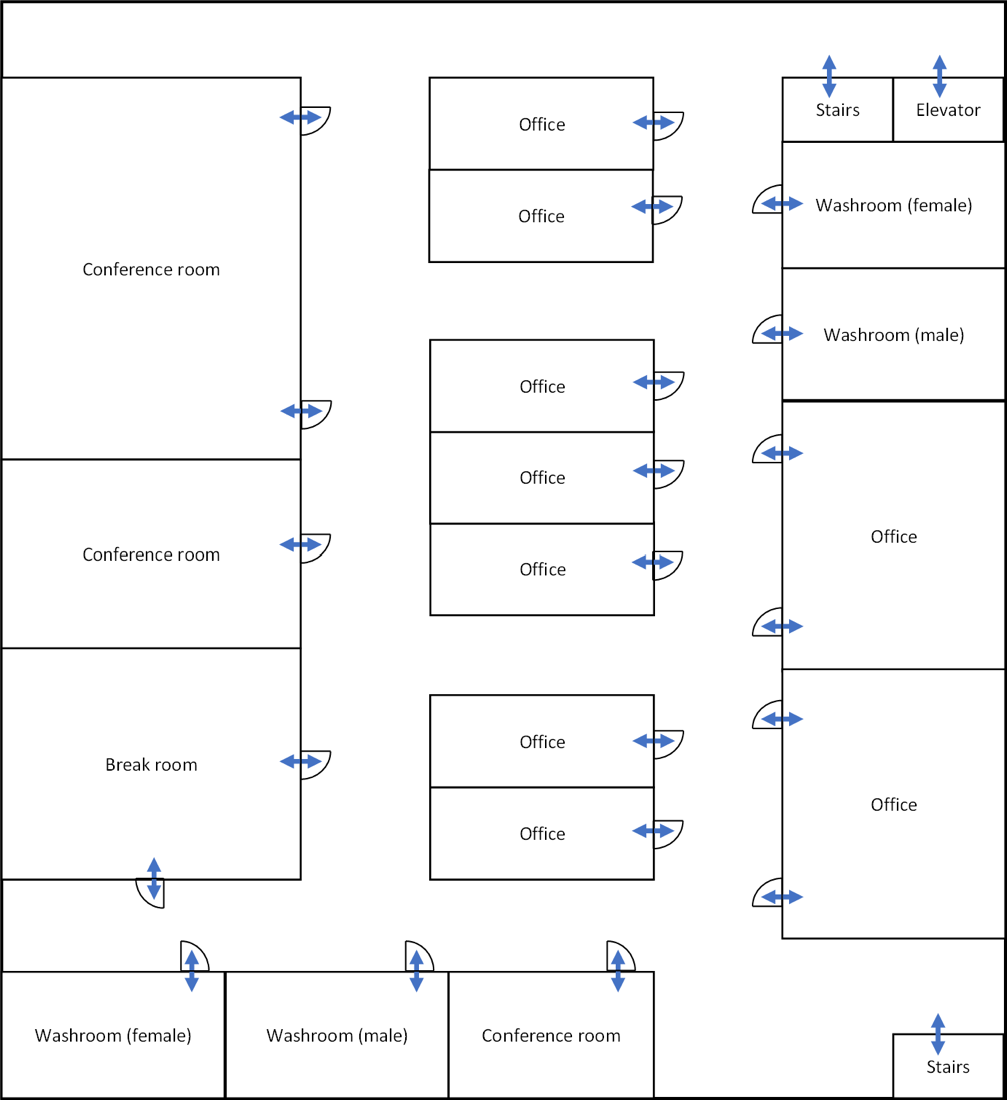 Stairs
Elevator
Office
Washroom (female)
Office
Conference room
Washroom (male)
Office
Office
Office
Conference room
Office
Office
Break room
Office
Office
Washroom (female)
Washroom (male)
Conference room
Stairs